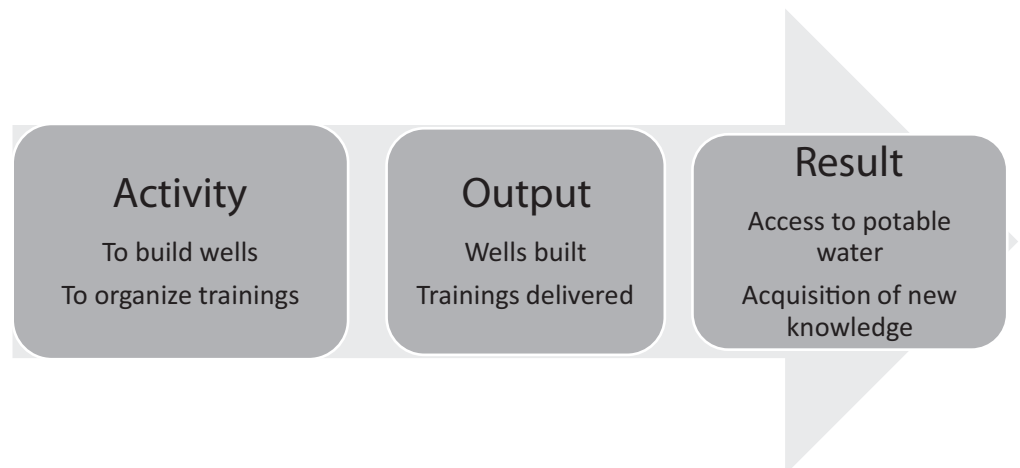 Activity
To build wells
To organize trainings
Output
Wells built
Trainings delivered
Result
Access to potable
water
Acquisition of new
knowledge